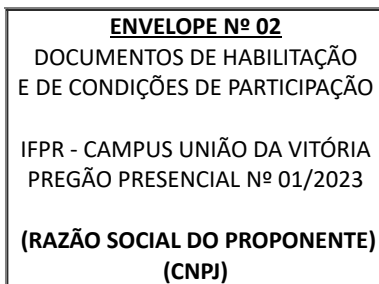 ENVELOPE Nº 02
DOCUMENTOS DE HABILITAÇÃO
E DE CONDIÇÕES DE PARTICIPAÇÃO
IFPR - CAMPUS UNIÃO DA VITÓRIA
PREGÃO PRESENCIAL Nº 01/2023
(RAZÃO SOCIAL DO PROPONENTE)
(CNPJ)